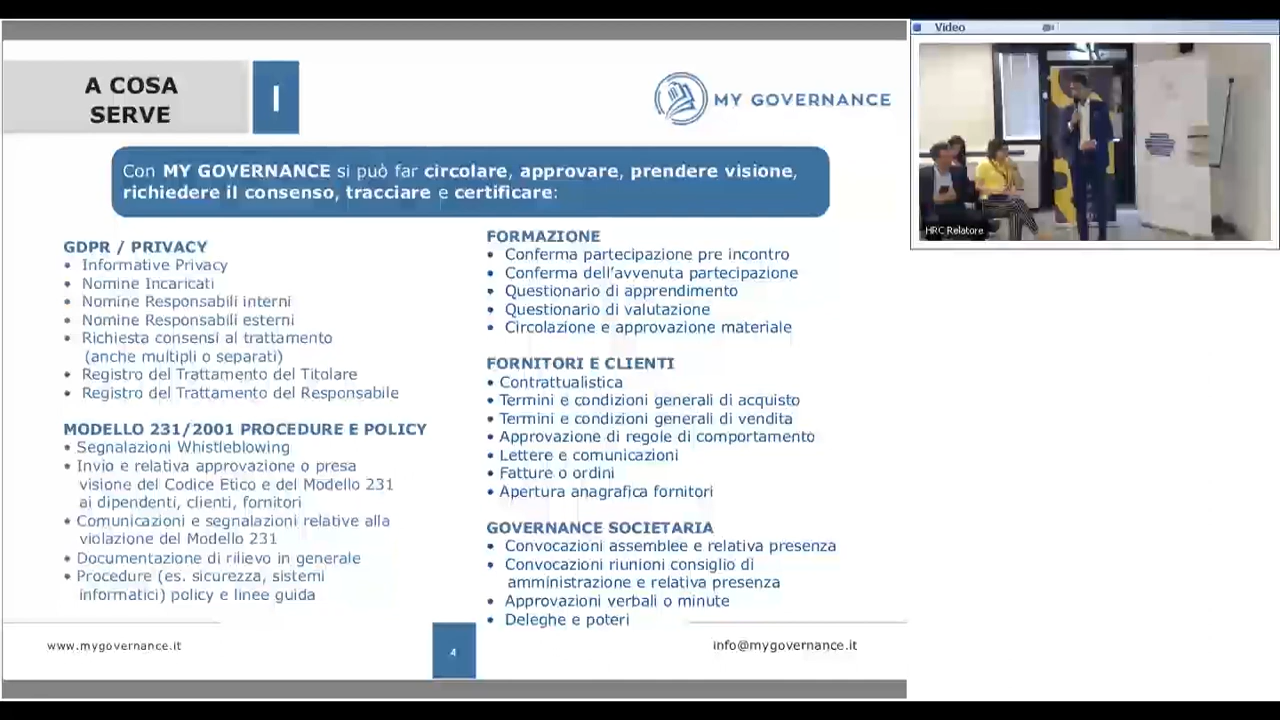 A COSA
SERVE
I
MY GOVERNANCE
Con MY GOVERNANCE si può far circolare, approvare, prendere visione,
richiedere il consenso, tracciare e certificare:
GDPR / PRIVACY
• Informative Privacy
• Nomine Incaricati
• Nomine Responsabili interni
• Nomine Responsabili esterni
• Richiesta consensi al trattamento
(anche multipli o separati)
• Registro del Trattamento del Titolare
• Registro del Trattamento del Responsabile
MODELLO 231/2001 PROCEDURE E POLICY
• Segnalazioni Whistleblowing
• Invio e relativa approvazione o presa
visione del Codice Etico e del Modello 231
ai dipendenti, clienti, fornitori
• Comunicazioni e segnalazioni relative alla
violazione del Modello 231
• Documentazione di rilievo in generale
• Procedure (es. sicurezza, sistemi
informatici) policy e linee guida
FORMAZIONE
• Conferma partecipazione pre incontro
• Conferma dell’avvenuta partecipazione
• Questionario di apprendimento
• Questionario di valutazione
• Circolazione e approvazione materiale
FORNITORI E CLIENTI
• Contrattualistica
• Termini e condizioni generali di acquisto
• Termini e condizioni generali di vendita
• Approvazione di regole di comportamento
• Lettere e comunicazioni
• Fatture o ordini
• Apertura anagrafica fornitori
GOVERNANCE SOCIETARIA
• Convocazioni assemblee e relativa presenza
• Convocazioni riunioni consiglio di
amministrazione e relativa presenza
• Approvazioni verbali o minute
• Deleghe e poteri
www.mygovernance.it
4
info@mygovernance.it
Video
HRC Relatore